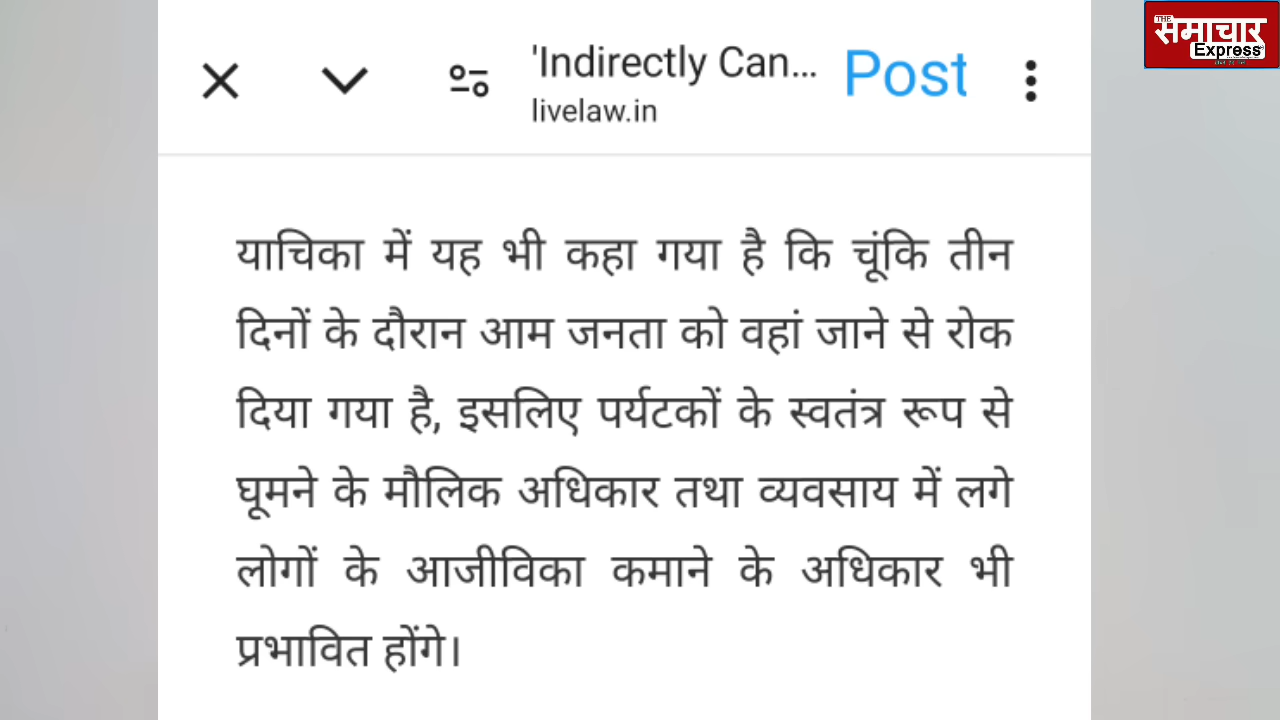 'Indirectly Can...
Post
livelaw.in
THE
समाचार
Express
याचिका में यह भी कहा गया है कि चूंकि तीन
दिनों के दौरान आम जनता को वहां जाने से रोक
दिया गया है, इसलिए पर्यटकों के स्वतंत्र रूप से
घूमने के मौलिक अधिकार तथा व्यवसाय में लगे
लोगों के आजीविका कमाने के अधिकार भी
प्रभावित होंगे।